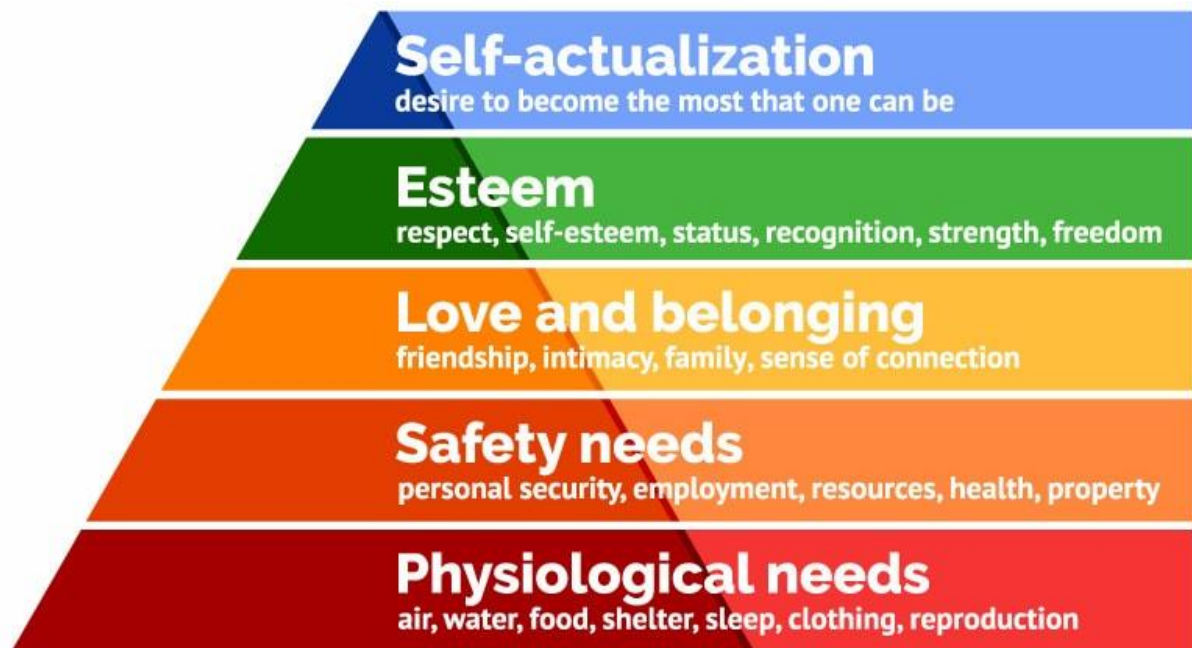 Self-actualization
desire to become the most that one can be
Esteem
respect, self-esteem, status, recognition, strength, freedom
Love and belonging
friendship, intimacy, family, sense of connection
Safety needs
personal security, employment, resources, health, property
Physiological needs
air, water, food, shelter, sleep, clothing, reproduction